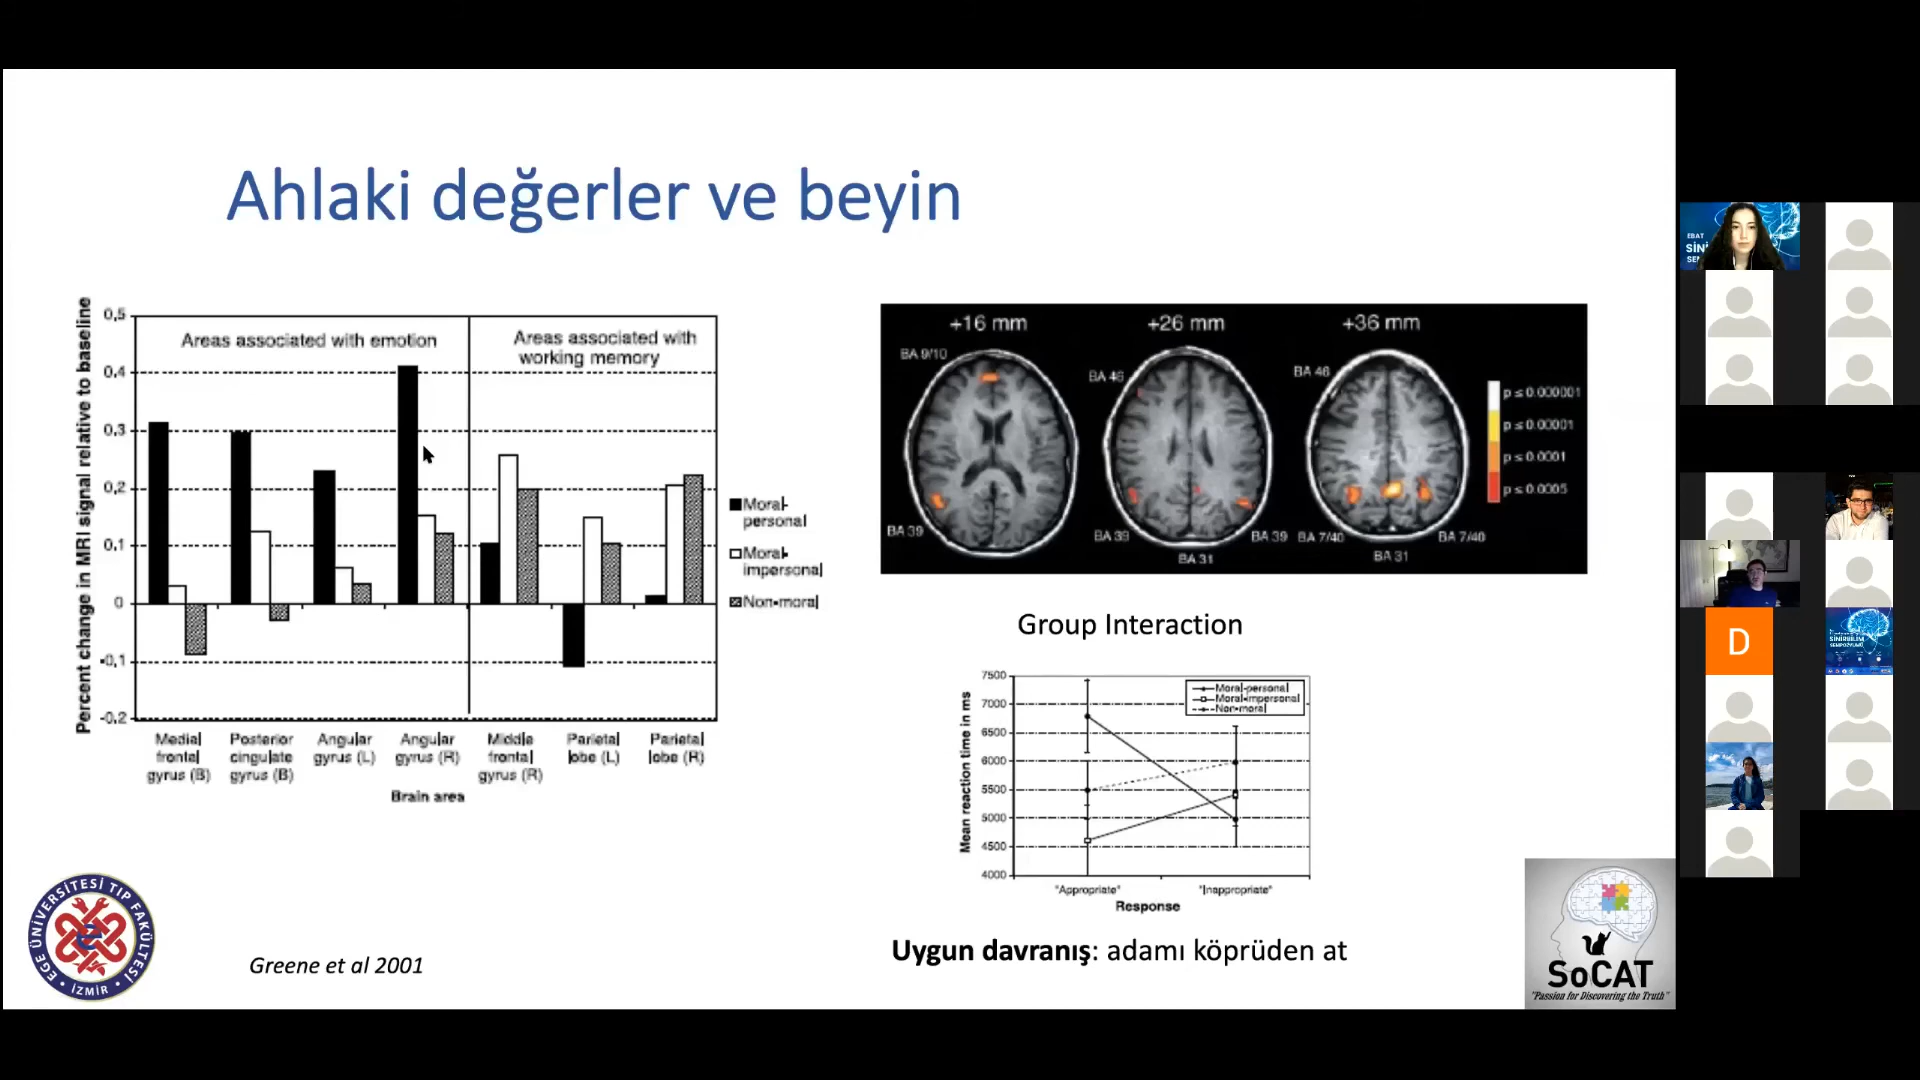 Ahlaki değerler ve beyin
Percent change in MRI signal relative to baseline
0,5
0,4
0,3
0,2
0,1
0
-0,1
-0,2
Areas associated with emotion
Areas associated with
working memory
Medial
frontal
gyrus (B)
Posterior
cingulate
gyrus (B)
Angular
gyrus (L)
Angular
gyrus (R)
Middle
frontal
gyrus (R)
Parietal
lobe (L)
Parietal
lobe (R)
Brain area
Moral-
personal
Moral-
impersonal
Non-moral
+16 mm
+26 mm
+36 mm
BA 9/10
BA 46
BA 46
BA 39
BA 39
BA 39
BA 7/40
BA 7/40
BA 31
BA 31
p ≤ 0.000001
p ≤ 0.00001
p ≤ 0.0001
p ≤ 0.0005
Group Interaction
Mean reaction time in ms
7500
7000
6500
6000
5500
5000
4500
4000
Moral-personal
Moral-impersonal
Non-moral
"Appropriate"
"Inappropriate"
Response
Uygun davranış: adamı köprüden at
Greene et al 2001
EGE ÜNİVERSİTESİ TIP FAKÜLTESİ
İZMİR
SoCAT
"Passion for Discovering the Truth"
EBAT
D
SİNİRBİLİM
SEMPOZYUMU